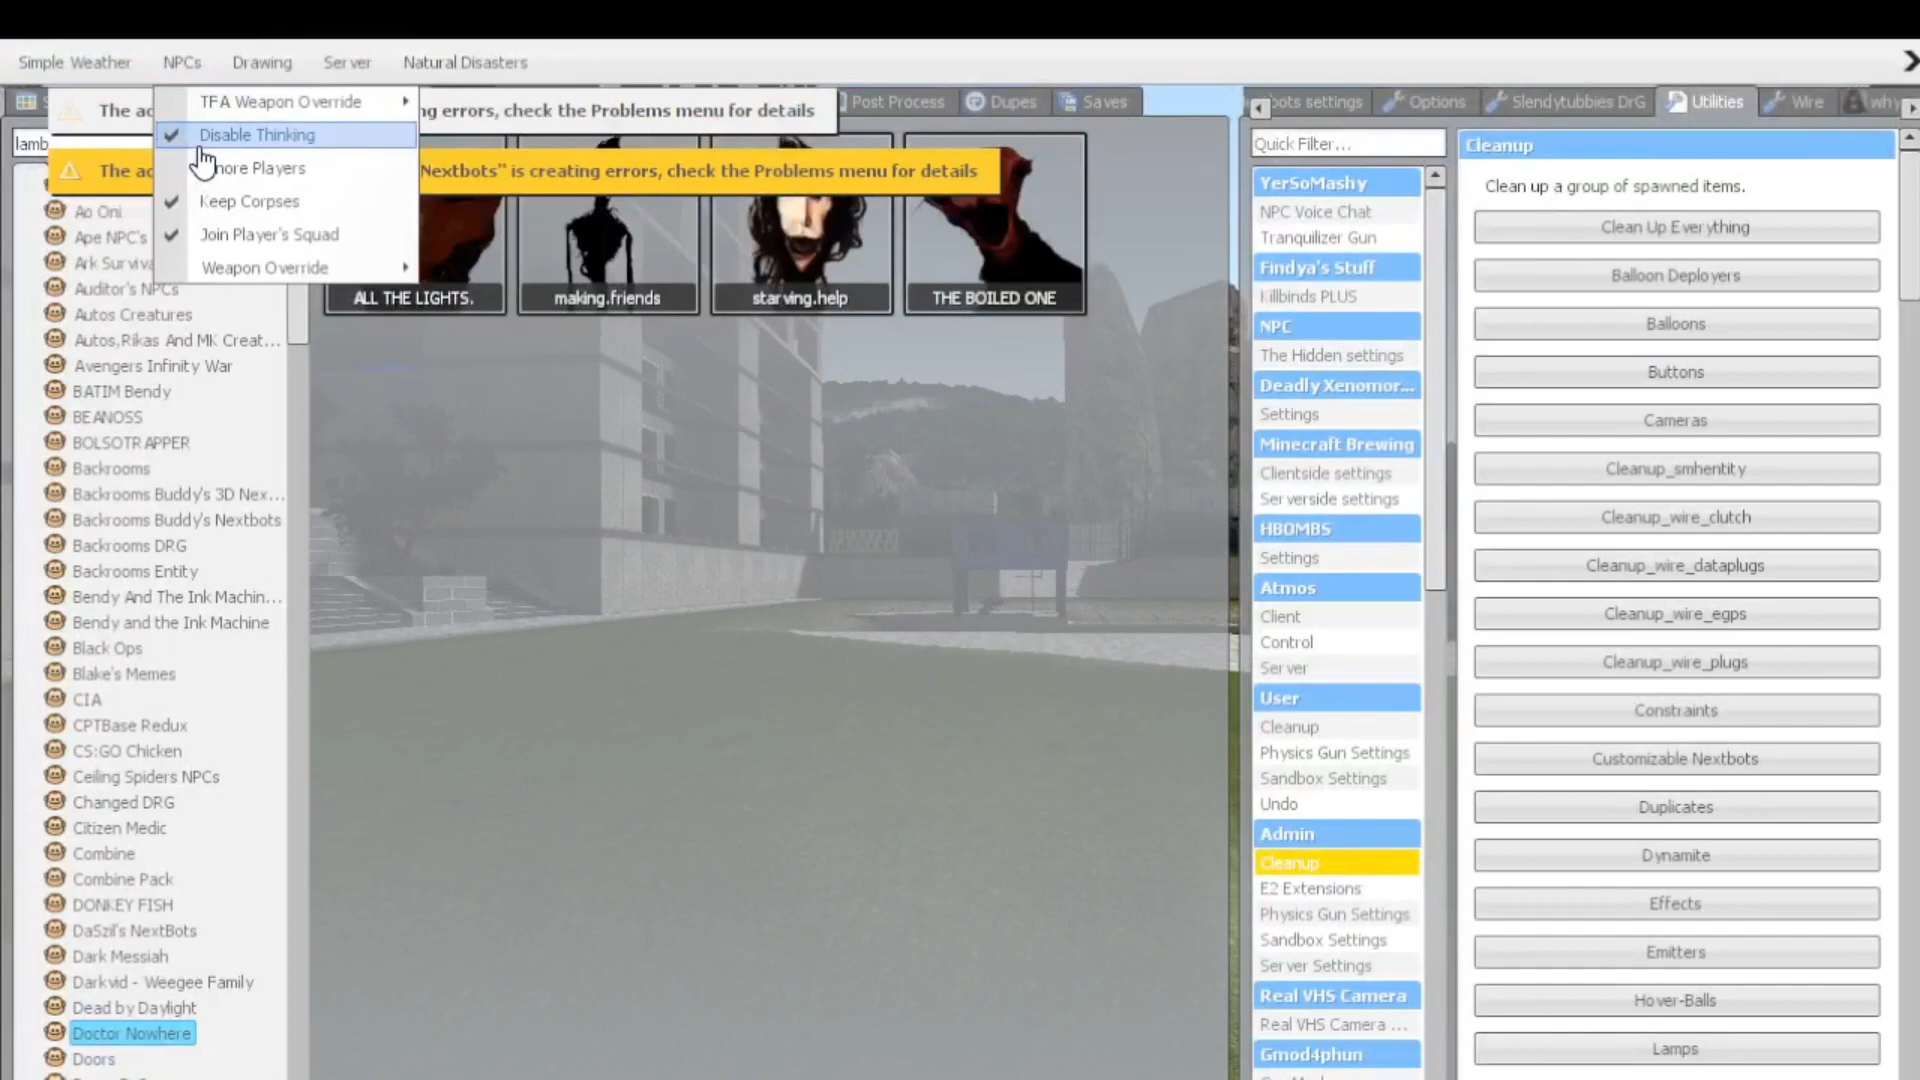 Simple Weather NPCs Drawing Server Natural Disasters
TFA Weapon Override
Disable Thinking
nore Players
Keep Corpses
Join Player's Squad
Weapon Override
The ac
ng errors, check the Problems menu for details
The ac
Nextbots" is creating errors, check the Problems menu for details
Post Process
Dupes
Saves
ots settings
Options
Slendytubbies DrG
Utilities
Wire
why
lamb
Ao Oni
Ape NPC's
Ark Surviva
Auditor's NPCs
Autos Creatures
Autos,Rikas And MK Creat...
Avengers Infinity War
BATIM Bendy
BEANOSS
BOLSOTRAPPER
Backrooms
Backrooms Buddy's 3D Nex...
Backrooms Buddy's Nextbots
Backrooms DRG
Backrooms Entity
Bendy And The Ink Machin...
Bendy and the Ink Machine
Black Ops
Blake's Memes
CIA
CPTBase Redux
CS:GO Chicken
Ceiling Spiders NPCs
Changed DRG
Citizen Medic
Combine
Combine Pack
DONKEY FISH
DaSzil's NextBots
Dark Messiah
Darkvid - Weegee Family
Dead by Daylight
Doctor Nowhere
Doors
ALL THE LIGHTS.
making.friends
starving.help
THE BOILED ONE
Quick Filter...
YerSoMashy
NPC Voice Chat
Tranquilizer Gun
Findya's Stuff
Killbinds PLUS
NPC
The Hidden settings
Deadly Xenomor...
Settings
Minecraft Brewing
Clientside settings
Serverside settings
HBOMBS
Settings
Atmos
Client
Control
Server
User
Cleanup
Physics Gun Settings
Sandbox Settings
Undo
Admin
Cleanup
E2 Extensions
Physics Gun Settings
Sandbox Settings
Server Settings
Real VHS Camera
Real VHS Camera ...
Gmod4phun
Cleanup
Clean up a group of spawned items.
Clean Up Everything
Balloon Deployers
Balloons
Buttons
Cameras
Cleanup_smhentity
Cleanup_wire_clutch
Cleanup_wire_dataplugs
Cleanup_wire_egps
Cleanup_wire_plugs
Constraints
Customizable Nextbots
Duplicates
Dynamite
Effects
Emitters
Hover-Balls
Lamps